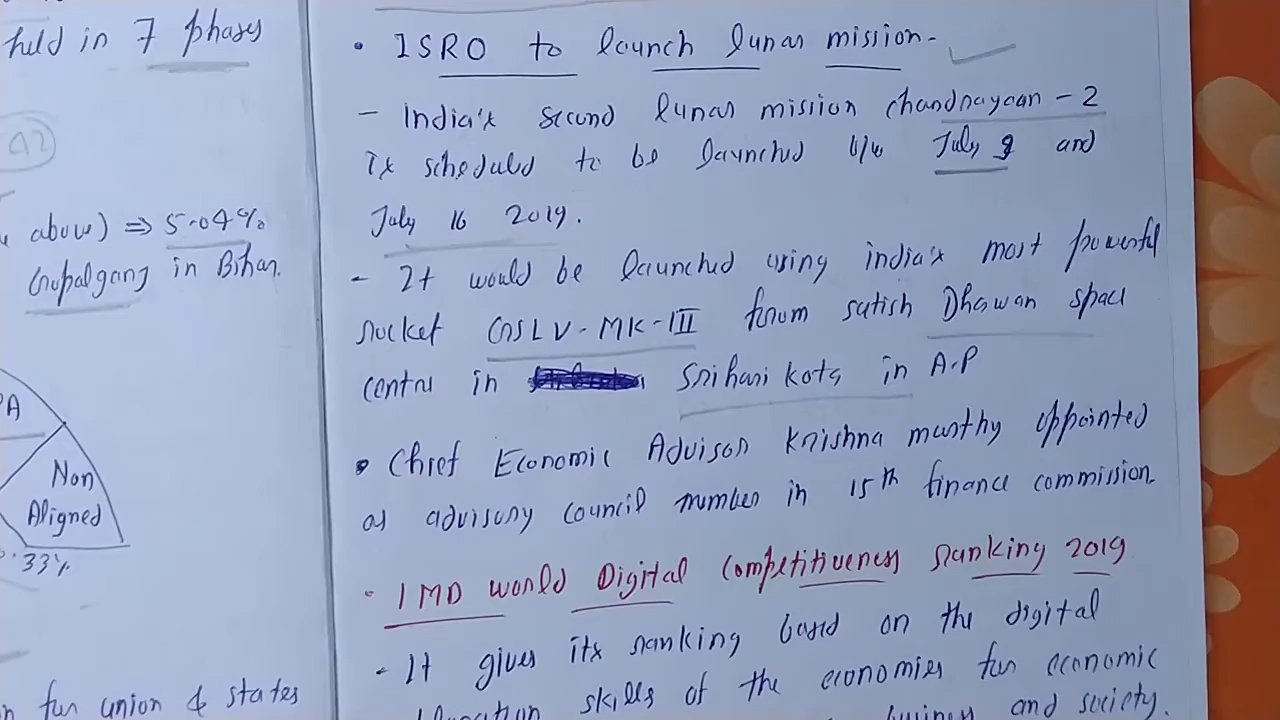 held in 7 phases
above) ⇒ 5.04%
Gopalganj in Bihar.
Non
Aligned
33%
for union & states
• ISRO to launch lunar mission-
- India's second lunar mission chandrayaan - 2
is scheduled to be launched b/w July 9 and
July 16 2019.
- It would be launched using india's most powerful
rocket GSLV-MK-III from satish Dhawan space
centre in Srihari kota in A.P
• Chief Economic Advisor Krishna murthy appointed
as advisory council member in 15th finance commission.
• IMD world Digital Competitiveness ranking 2019
- It gives its ranking based on the digital
skills of the economies for economic
and society.